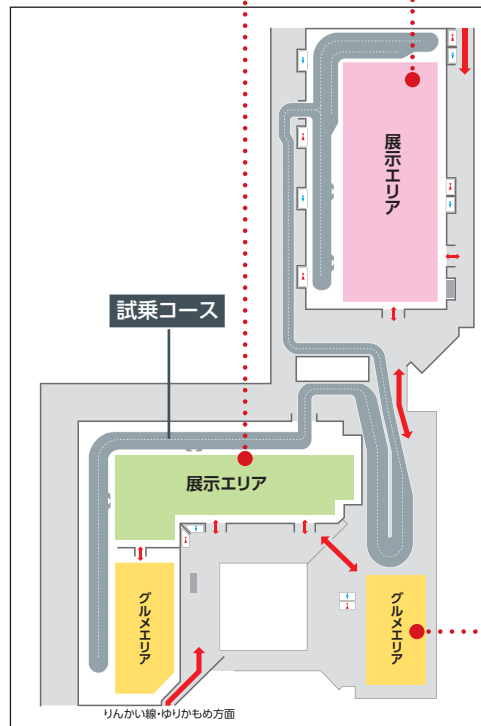 展示エリア
試乗コース
展示エリア
グルメエリア
グルメエリア
りんかい線・ゆりかもめ方面